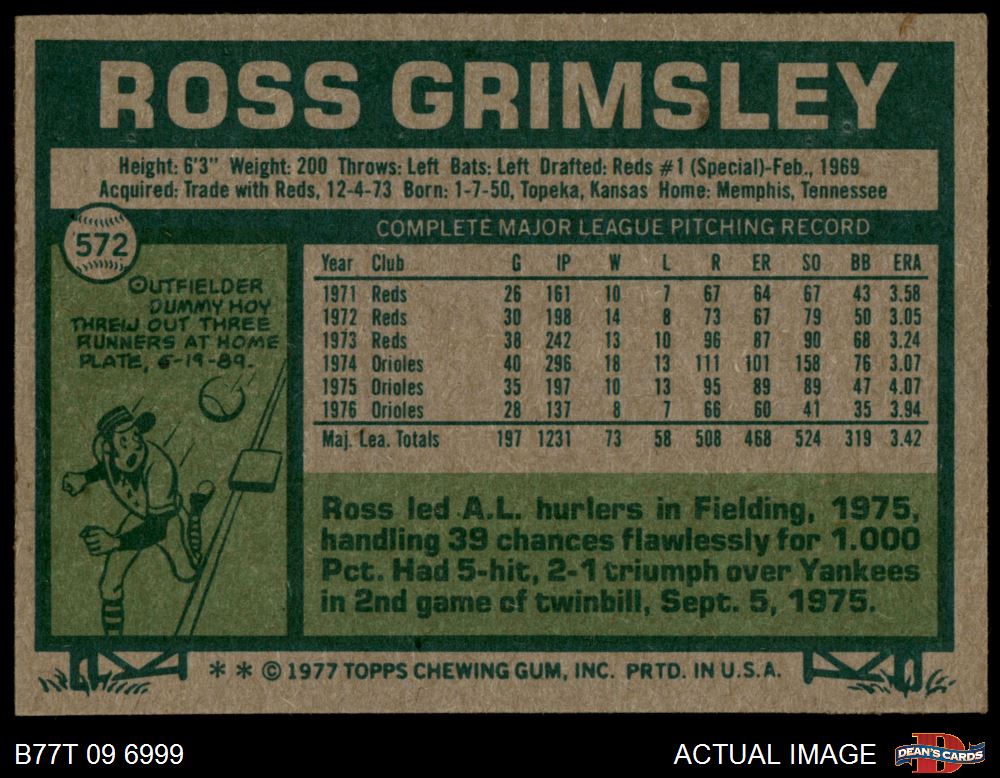 ROSS GRIMSLEY
Height: 6'3" Weight: 200 Throws: Left Bats: Left Drafted: Reds #1 (Special)-Feb., 1969
Acquired: Trade with Reds, 12-4-73 Born: 1-7-50, Topeka, Kansas Home: Memphis, Tennessee
572
OUTFIELDER
DUMMY HOY
THREW OUT THREE
RUNNERS AT HOME
PLATE, 6-19-89.
COMPLETE MAJOR LEAGUE PITCHING RECORD
Year Club G IP W L R ER SO BB ERA
1971 Reds 26 161 10 7 67 64 67 43 3.58
1972 Reds 30 198 14 8 73 67 79 50 3.05
1973 Reds 38 242 13 10 96 87 90 68 3.24
1974 Orioles 40 296 18 13 111 101 158 76 3.07
1975 Orioles 35 197 10 13 95 89 89 47 4.07
1976 Orioles 28 137 8 7 66 60 41 35 3.94
Maj. Lea. Totals 197 1231 73 58 508 468 524 319 3.42
Ross led A.L. hurlers in Fielding, 1975,
handling 39 chances flawlessly for 1.000
Pct. Had 5-hit, 2-1 triumph over Yankees
in 2nd game of twinbill, Sept. 5, 1975.
* * © 1977 TOPPS CHEWING GUM, INC. PRTD. IN U.S.A.
B77T 09 6999
ACTUAL IMAGE
D
DEAN'S CARDS